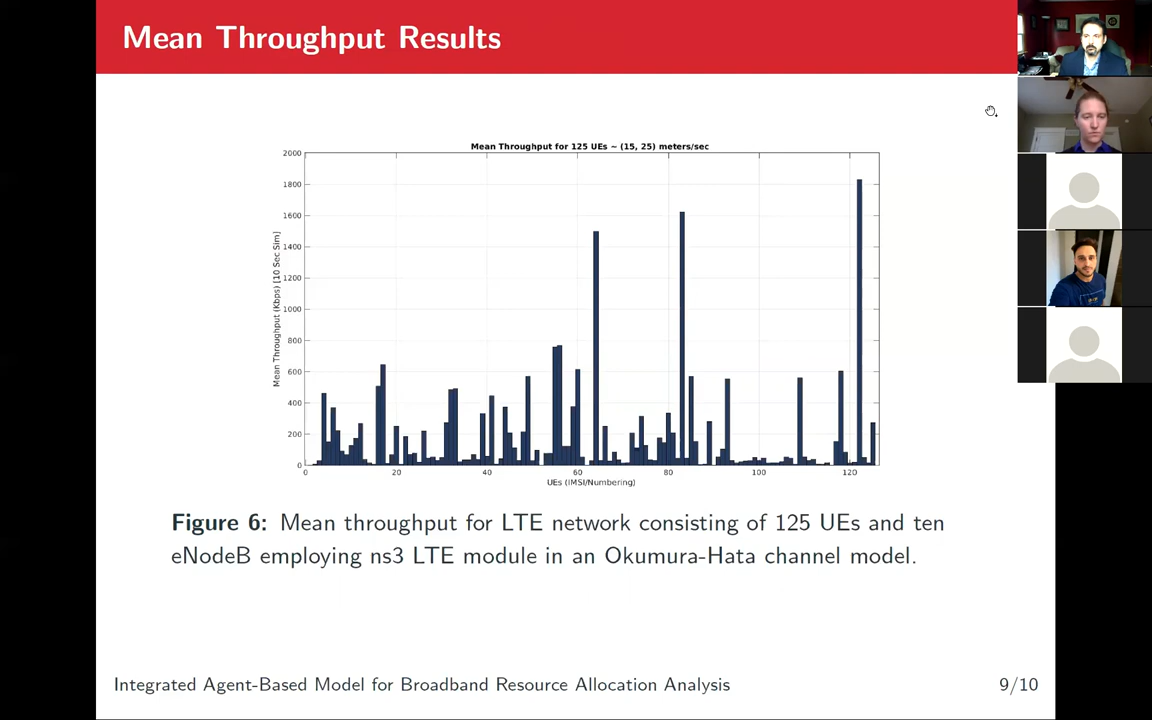 Mean Throughput Results
Mean Throughput for 125 UEs ~ (15, 25) meters/sec
2000
1800
1600
1400
1200
1000
800
600
400
200
0
Mean Throughput (Kbps) [10 Sec Sim]
0 20 40 60 80 100 120
UEs (IMSI/Numbering)
Figure 6: Mean throughput for LTE network consisting of 125 UEs and ten
eNodeB employing ns3 LTE module in an Okumura-Hata channel model.
Integrated Agent-Based Model for Broadband Resource Allocation Analysis
9/10